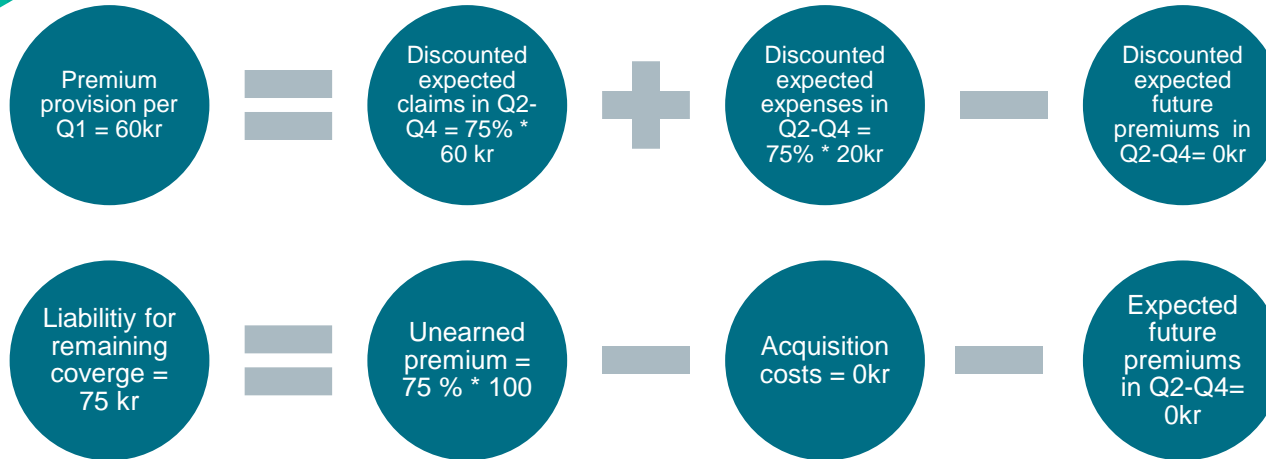 Premium
provision per
Q1 = 60kr
Discounted
expected
claims in Q2-
Q4 = 75% *
60 kr
Discounted
expected
expenses in
Q2-Q4 =
75% * 20kr
Discounted
expected
future
premiums in
Q2-Q4= 0kr
Liabilitiy for
remaining
coverge =
75 kr
Unearned
premium =
75 % * 100
Acquisition
costs = 0kr
Expected
future
premiums
in Q2-Q4=
0kr